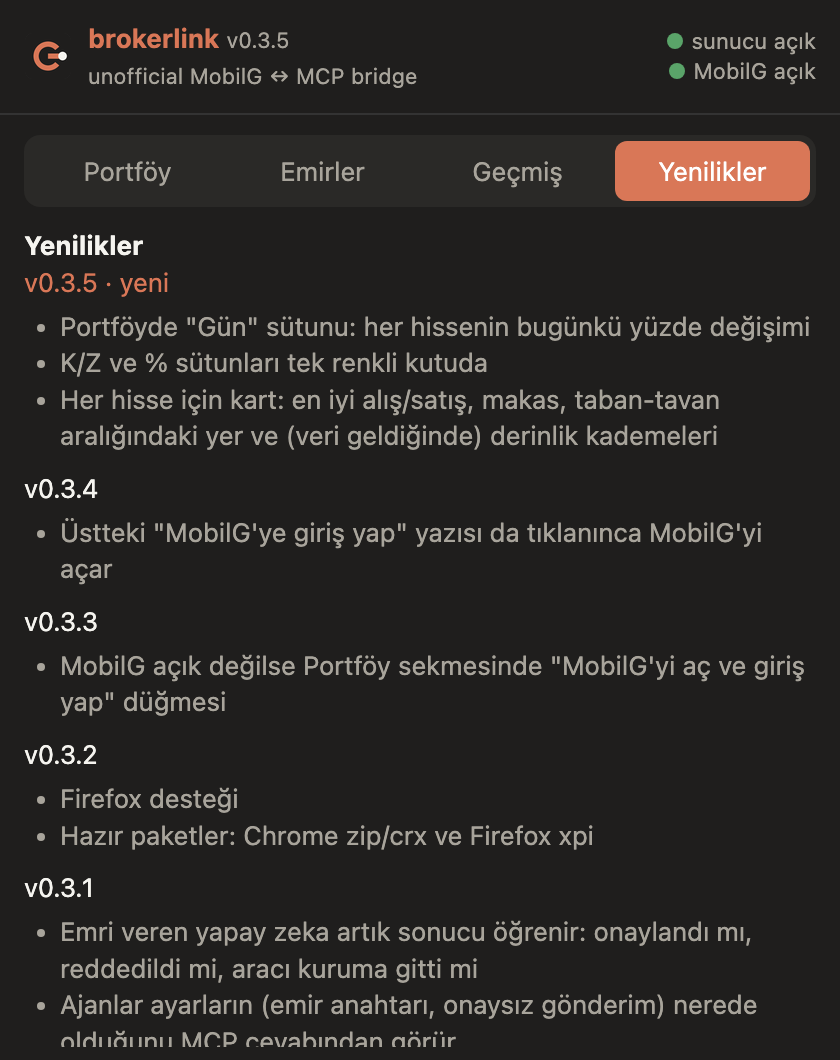 brokerlink v0.3.5
unofficial MobilG ↔ MCP bridge
sunucu açık
MobilG açık
Portföy
Emirler
Geçmiş
Yenilikler
Yenilikler
v0.3.5 · yeni
• Portföyde "Gün" sütunu: her hissenin bugünkü yüzde değişimi
• K/Z ve % sütunları tek renkli kutuda
• Her hisse için kart: en iyi alış/satış, makas, taban-tavan
aralığındaki yer ve (veri geldiğinde) derinlik kademeleri
v0.3.4
• Üstteki "MobilG'ye giriş yap" yazısı da tıklanınca MobilG'yi
açar
v0.3.3
• MobilG açık değilse Portföy sekmesinde "MobilG'yi aç ve giriş
yap" düğmesi
v0.3.2
• Firefox desteği
• Hazır paketler: Chrome zip/crx ve Firefox xpi
v0.3.1
• Emri veren yapay zeka artık sonucu öğrenir: onaylandı mı,
reddedildi mi, aracı kuruma gitti mi
• Ajanlar ayarların (emir anahtarı, onaysız gönderim) nerede
olduğunu MCP cevabından görür